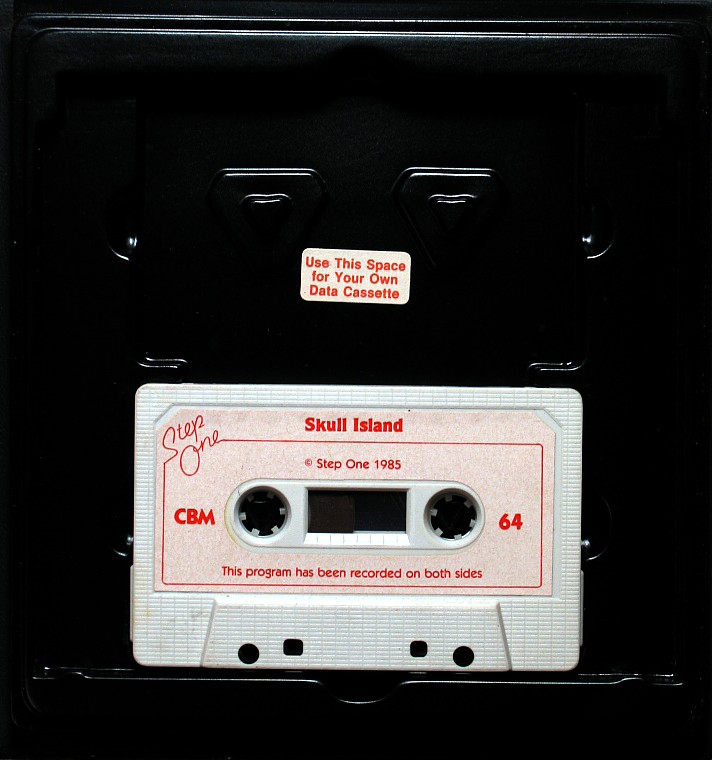 Use This Space
for Your Own
Data Cassette
Step
One
Skull Island
© Step One 1985
CBM
64
This program has been recorded on both sides